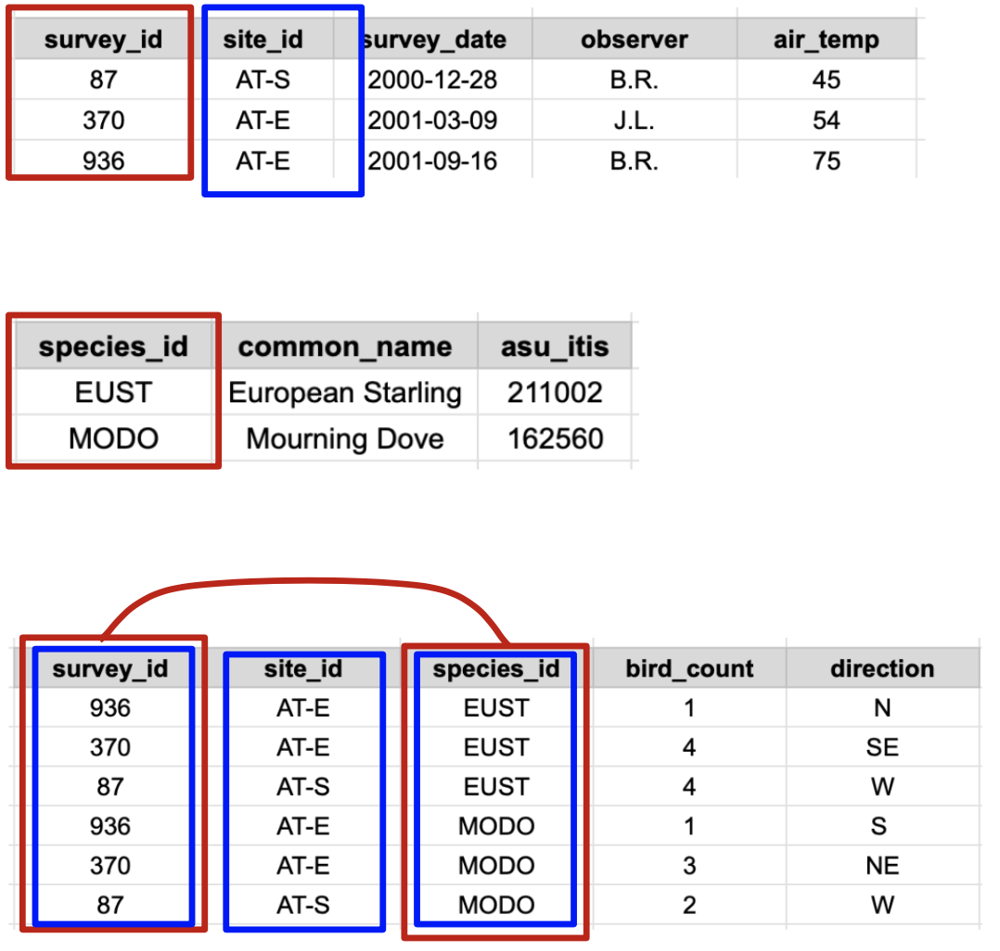 survey_id site_id survey_date observer air_temp
87 AT-S 2000-12-28 B.R. 45
370 AT-E 2001-03-09 J.L. 54
936 AT-E 2001-09-16 B.R. 75
species_id common_name asu_itis
EUST European Starling 211002
MODO Mourning Dove 162560
survey_id site_id species_id bird_count direction
936 AT-E EUST 1 N
370 AT-E EUST 4 SE
87 AT-S EUST 4 W
936 AT-E MODO 1 S
370 AT-E MODO 3 NE
87 AT-S MODO 2 W